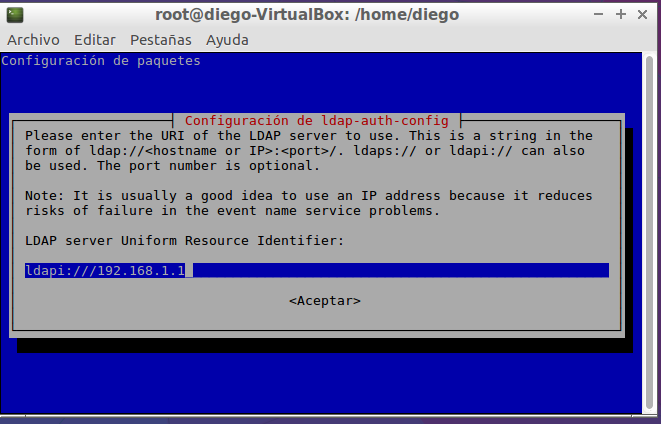 root@diego-VirtualBox: /home/diego
Archivo Editar Pestañas Ayuda
Configuración de paquetes
Configuración de ldap-auth-config
Please enter the URI of the LDAP server to use. This is a string in the
form of ldap://<hostname or IP>:<port>/. ldaps:// or ldapi:// can also
be used. The port number is optional.
Note: It is usually a good idea to use an IP address because it reduces
risks of failure in the event name service problems.
LDAP server Uniform Resource Identifier:
ldapi:///192.168.1.1
<Aceptar>